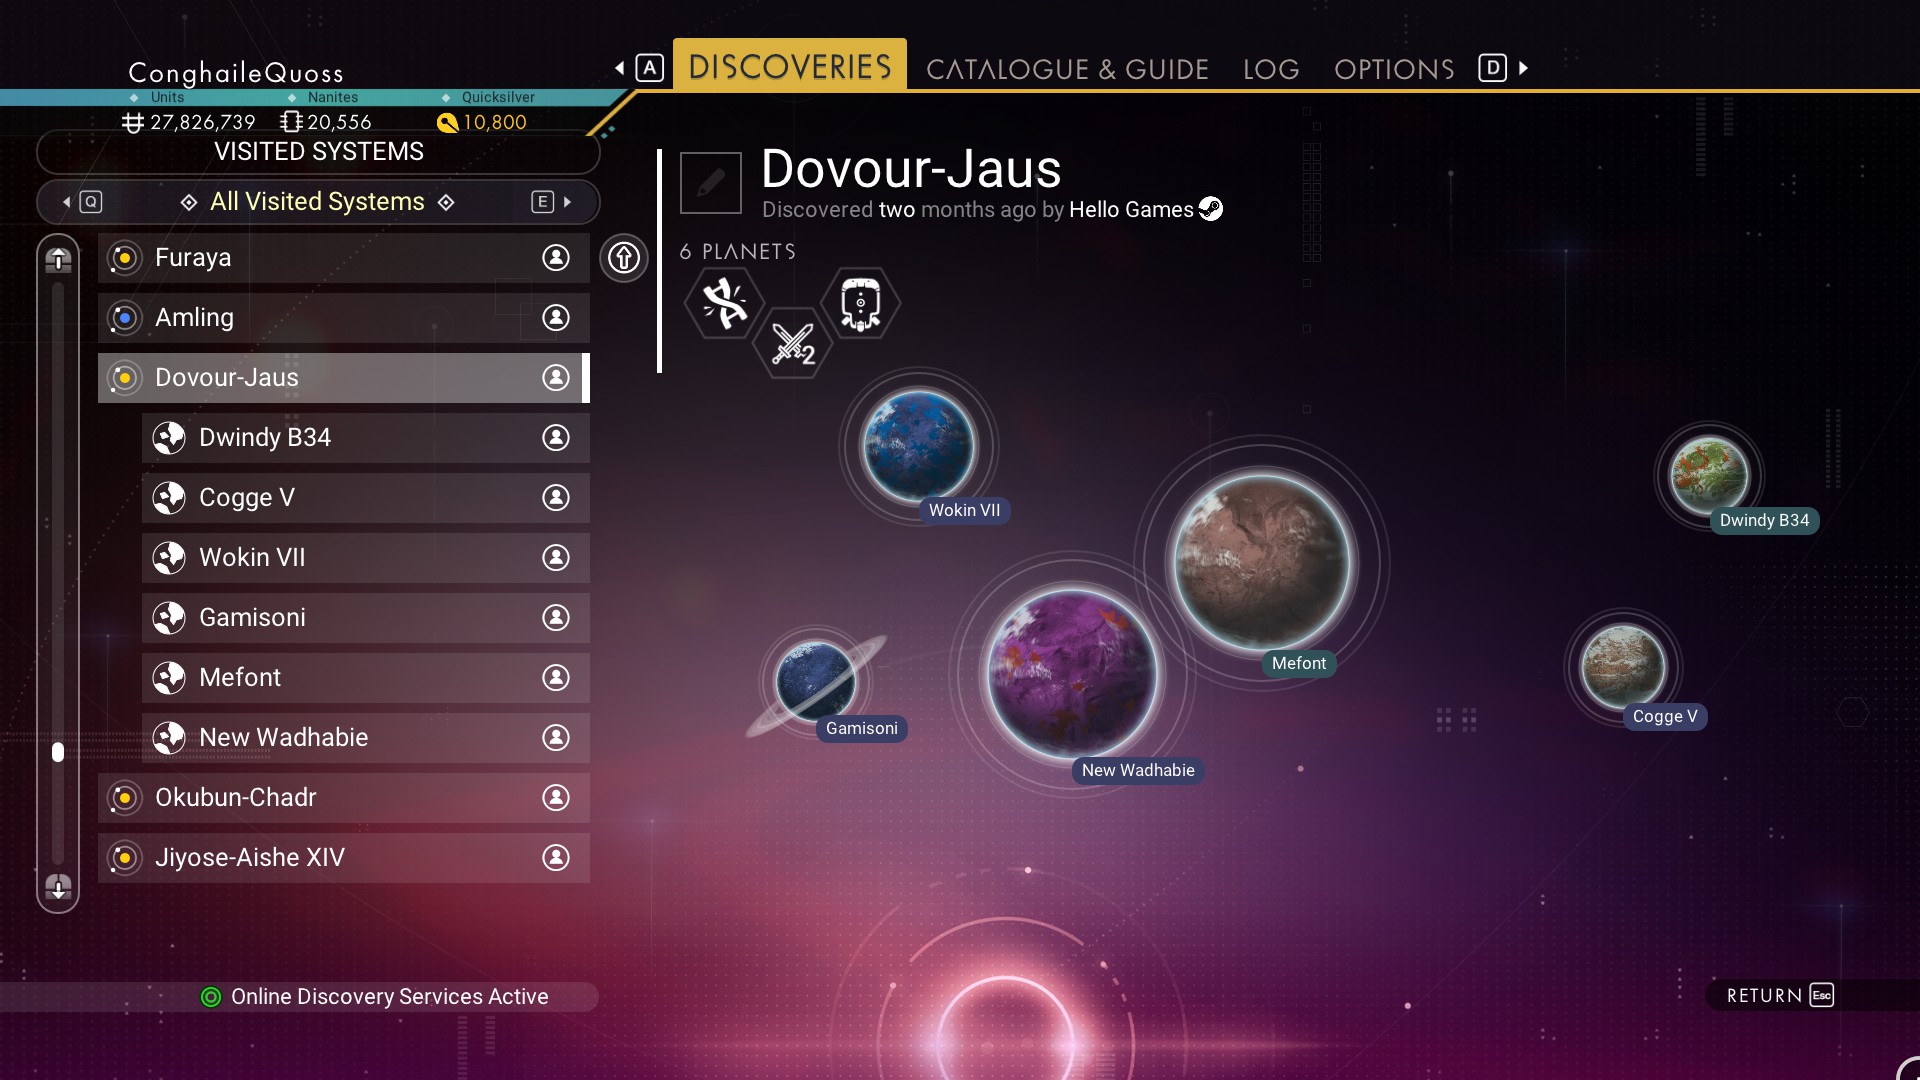 ConghaileQuoss
Units Nanites Quicksilver
27,826,739 20,556 10,800
A DISCOVERIES CATALOGUE & GUIDE LOG OPTIONS D
VISITED SYSTEMS
Q All Visited Systems E
Furaya
Amling
Dovour-Jaus
Dwindy B34
Cogge V
Wokin VII
Gamisoni
Mefont
New Wadhabie
Okubun-Chadr
Jiyose-Aishe XIV
Online Discovery Services Active
Dovour-Jaus
Discovered two months ago by Hello Games
6 PLANETS
2
Wokin VII
Dwindy B34
Mefont
Cogge V
Gamisoni
New Wadhabie
RETURN Esc